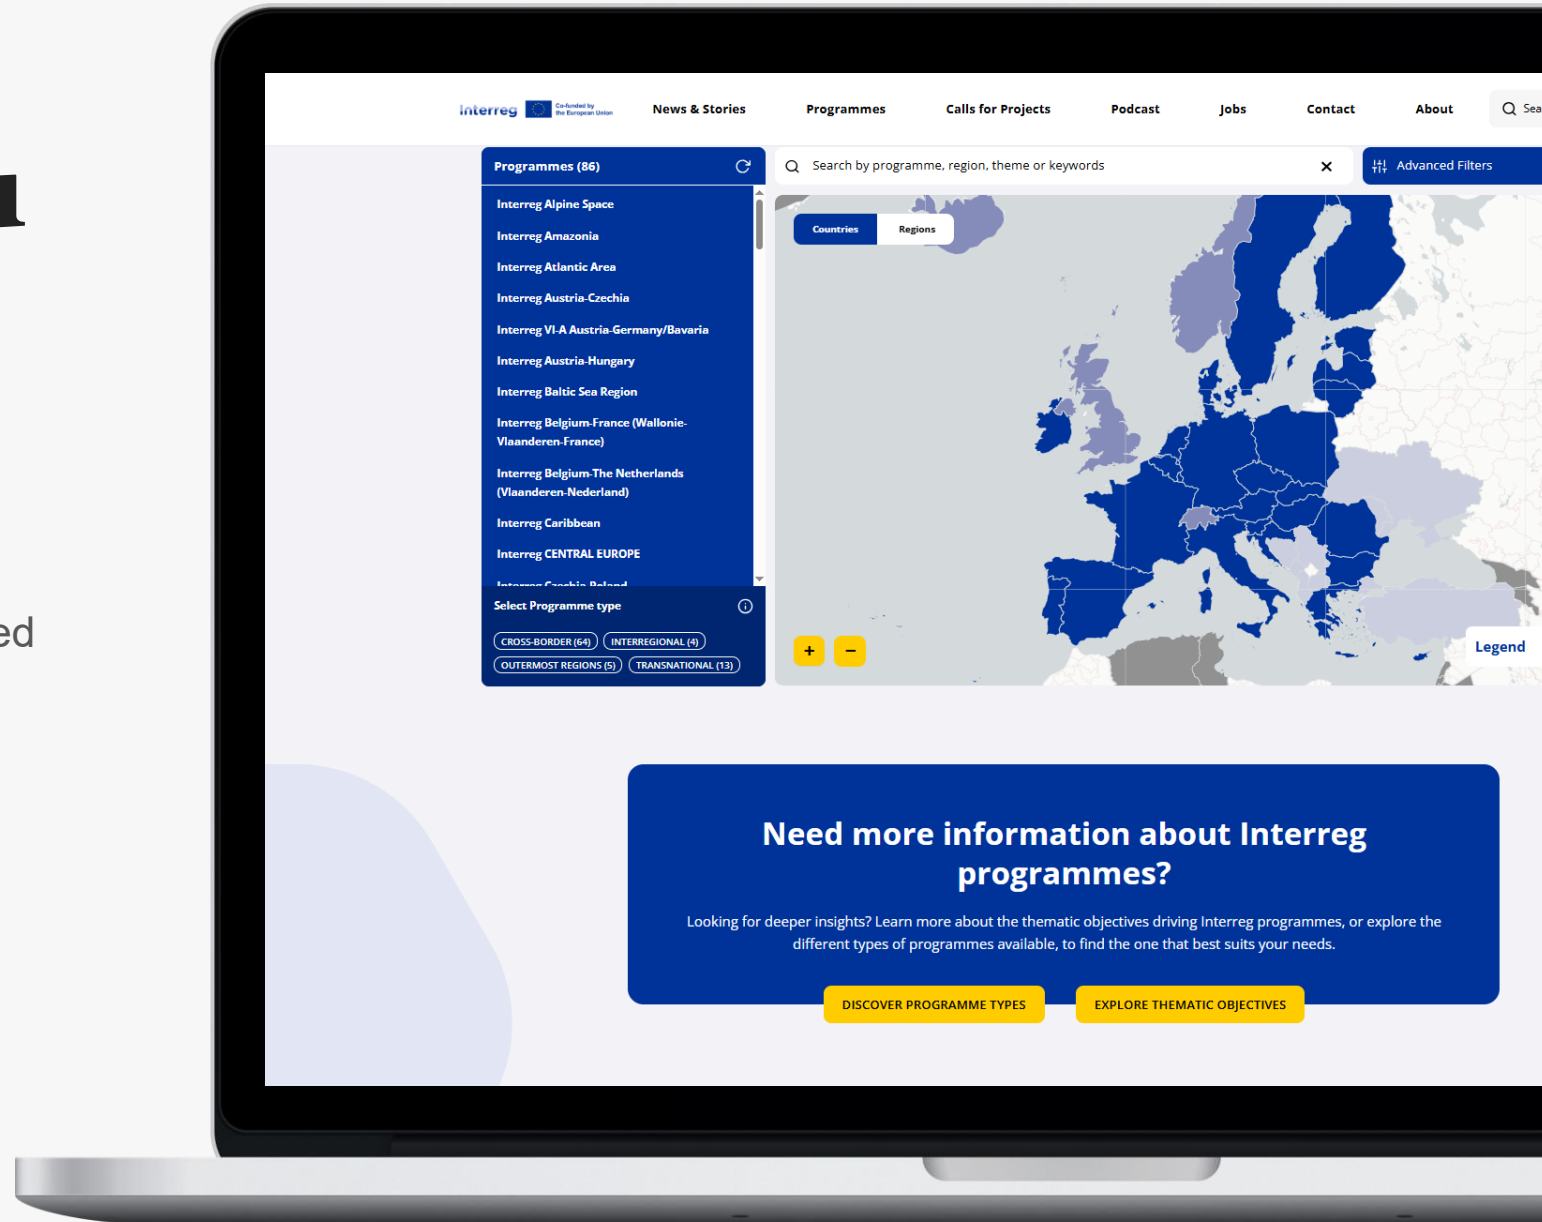 ed
Interreg Co-funded by
the European Union
News & Stories Programmes Calls for Projects Podcast Jobs Contact About Sea
Programmes (86)
Search by programme, region, theme or keywords
Advanced Filters
Interreg Alpine Space
Interreg Amazonia
Interreg Atlantic Area
Interreg Austria-Czechia
Interreg VI-A Austria-Germany/Bavaria
Interreg Austria-Hungary
Interreg Baltic Sea Region
Interreg Belgium-France (Wallonie-
Vlaanderen-France)
Interreg Belgium-The Netherlands
(Vlaanderen-Nederland)
Interreg Caribbean
Interreg CENTRAL EUROPE
Interreg Czechia-Poland
Select Programme type
CROSS-BORDER (64) INTERREGIONAL (4)
OUTERMOST REGIONS (5) TRANSNATIONAL (13)
Countries Regions
+ −
Legend
Need more information about Interreg
programmes?
Looking for deeper insights? Learn more about the thematic objectives driving Interreg programmes, or explore the
different types of programmes available, to find the one that best suits your needs.
DISCOVER PROGRAMME TYPES EXPLORE THEMATIC OBJECTIVES